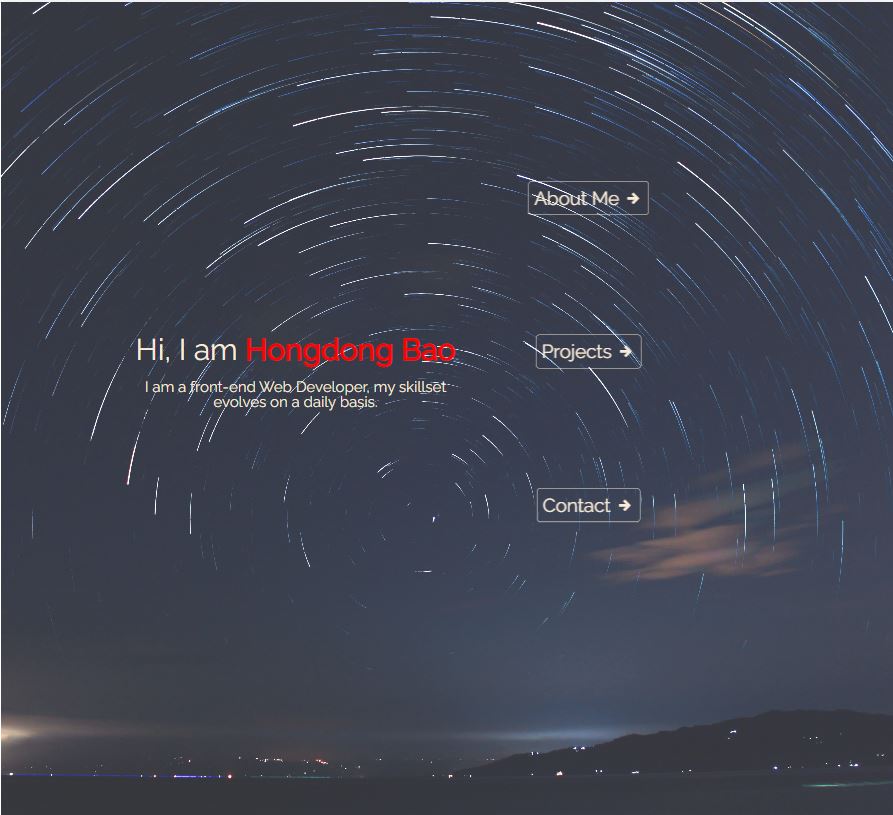 About Me
Hi, I am Hongdong Bao
I am a front-end Web Developer, my skillset
evolves on a daily basis.
Projects
Contact